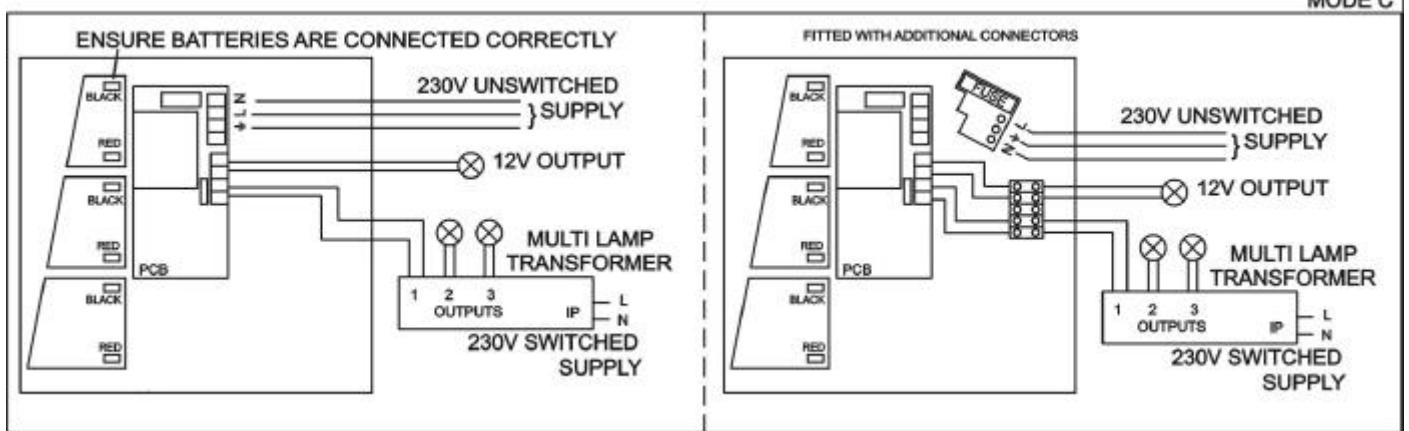 MODE C
ENSURE BATTERIES ARE CONNECTED CORRECTLY
BLACK
RED
BLACK
RED
BLACK
RED
PCB
N
L
230V UNSWITCHED
} SUPPLY
12V OUTPUT
MULTI LAMP
TRANSFORMER
1 2 3
OUTPUTS
IP
L
N
230V SWITCHED
SUPPLY
FITTED WITH ADDITIONAL CONNECTORS
BLACK
RED
BLACK
RED
BLACK
RED
PCB
FUSE
L
N
230V UNSWITCHED
} SUPPLY
12V OUTPUT
MULTI LAMP
TRANSFORMER
1 2 3
OUTPUTS
IP
L
N
230V SWITCHED
SUPPLY